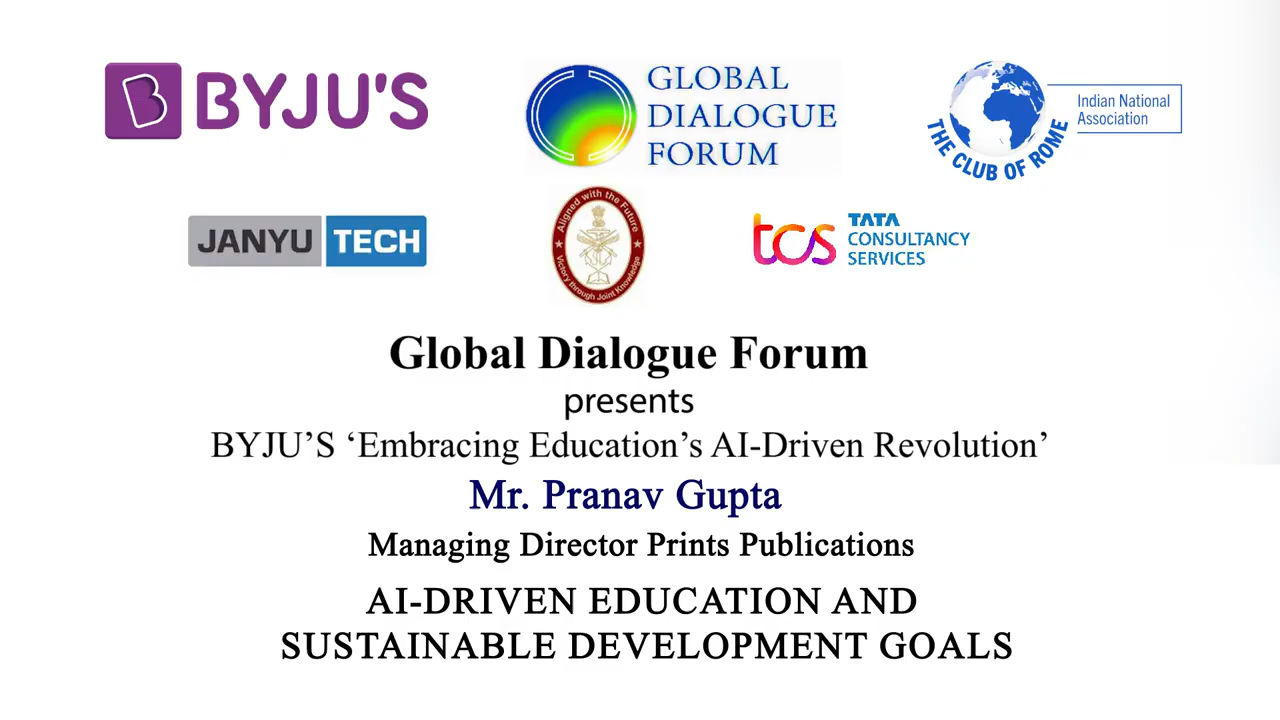 BYJU'S
GLOBAL
DIALOGUE
FORUM
THE CLUB OF ROME
Indian National
Association
JANYU TECH
Aligned with the Future
Victory through Joint Knowledge
tcs
TATA
CONSULTANCY
SERVICES
Global Dialogue Forum
presents
BYJU’S ‘Embracing Education’s AI-Driven Revolution’
Mr. Pranav Gupta
Managing Director Prints Publications
AI-DRIVEN EDUCATION AND
SUSTAINABLE DEVELOPMENT GOALS